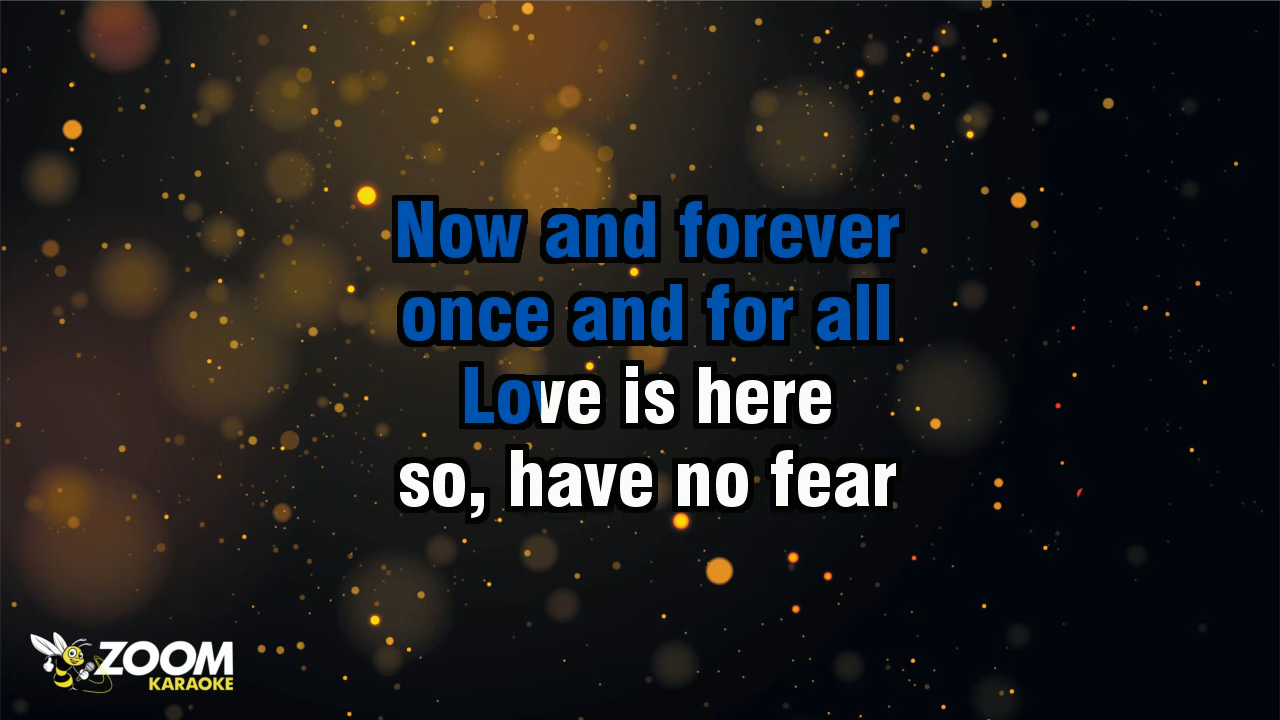 Now and forever
once and for all
Love is here
so, have no fear
ZOOM
KARAOKE